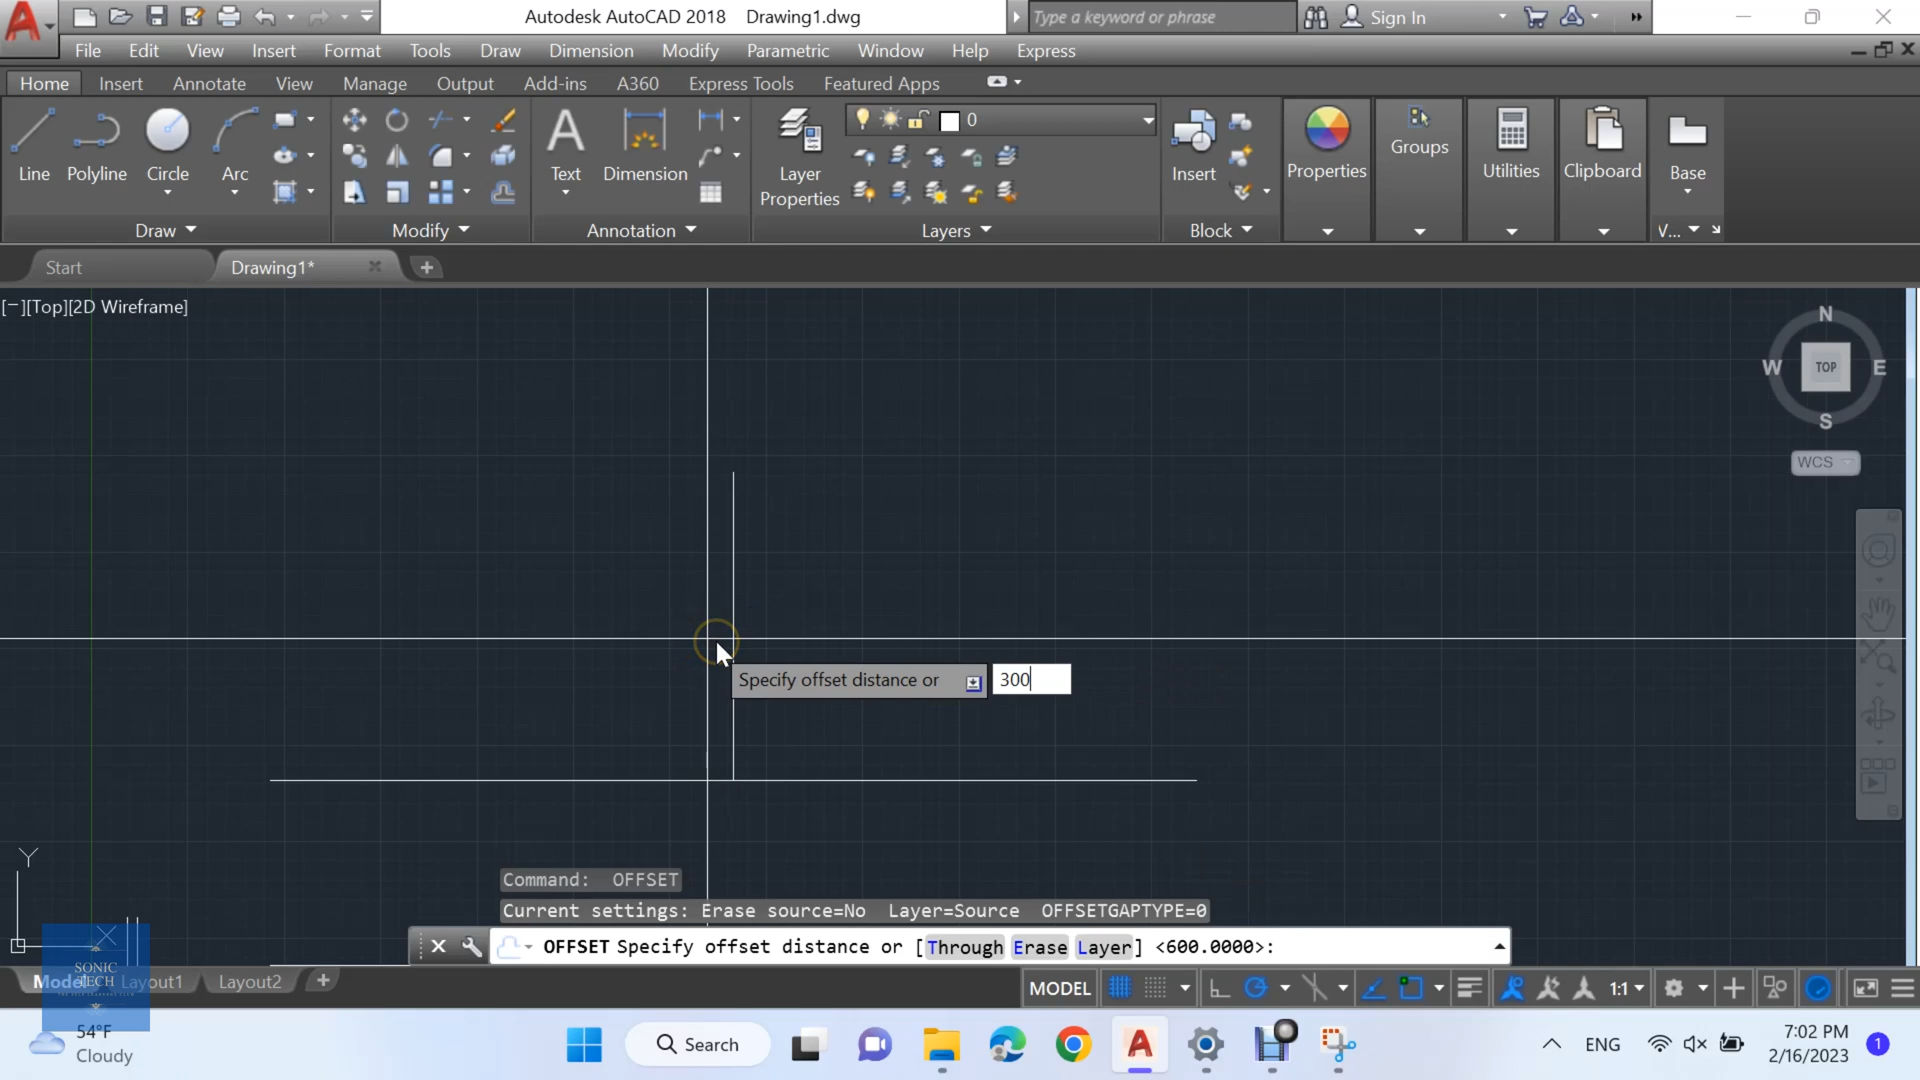 Autodesk AutoCAD 2018 Drawing1.dwg
Type a keyword or phrase
Sign In
File Edit View Insert Format Tools Draw Dimension Modify Parametric Window Help Express
Home Insert Annotate View Manage Output Add-ins A360 Express Tools Featured Apps
0
Line Polyline Circle Arc
Text Dimension
Layer
Properties
Insert
Properties
Groups
Utilities
Clipboard
Base
Draw Modify Annotation Layers Block V...
Start Drawing1*
[−][Top][2D Wireframe]
N
W TOP E
S
WCS
Specify offset distance or 300
Y
X
Command: OFFSET
Current settings: Erase source=No Layer=Source OFFSETGAPTYPE=0
OFFSET Specify offset distance or [Through Erase Layer] <600.0000>:
SONIC
TECH
Model Layout1 Layout2
MODEL 1:1
54°F
Cloudy
Search
ENG
7:02 PM
2/16/2023
1